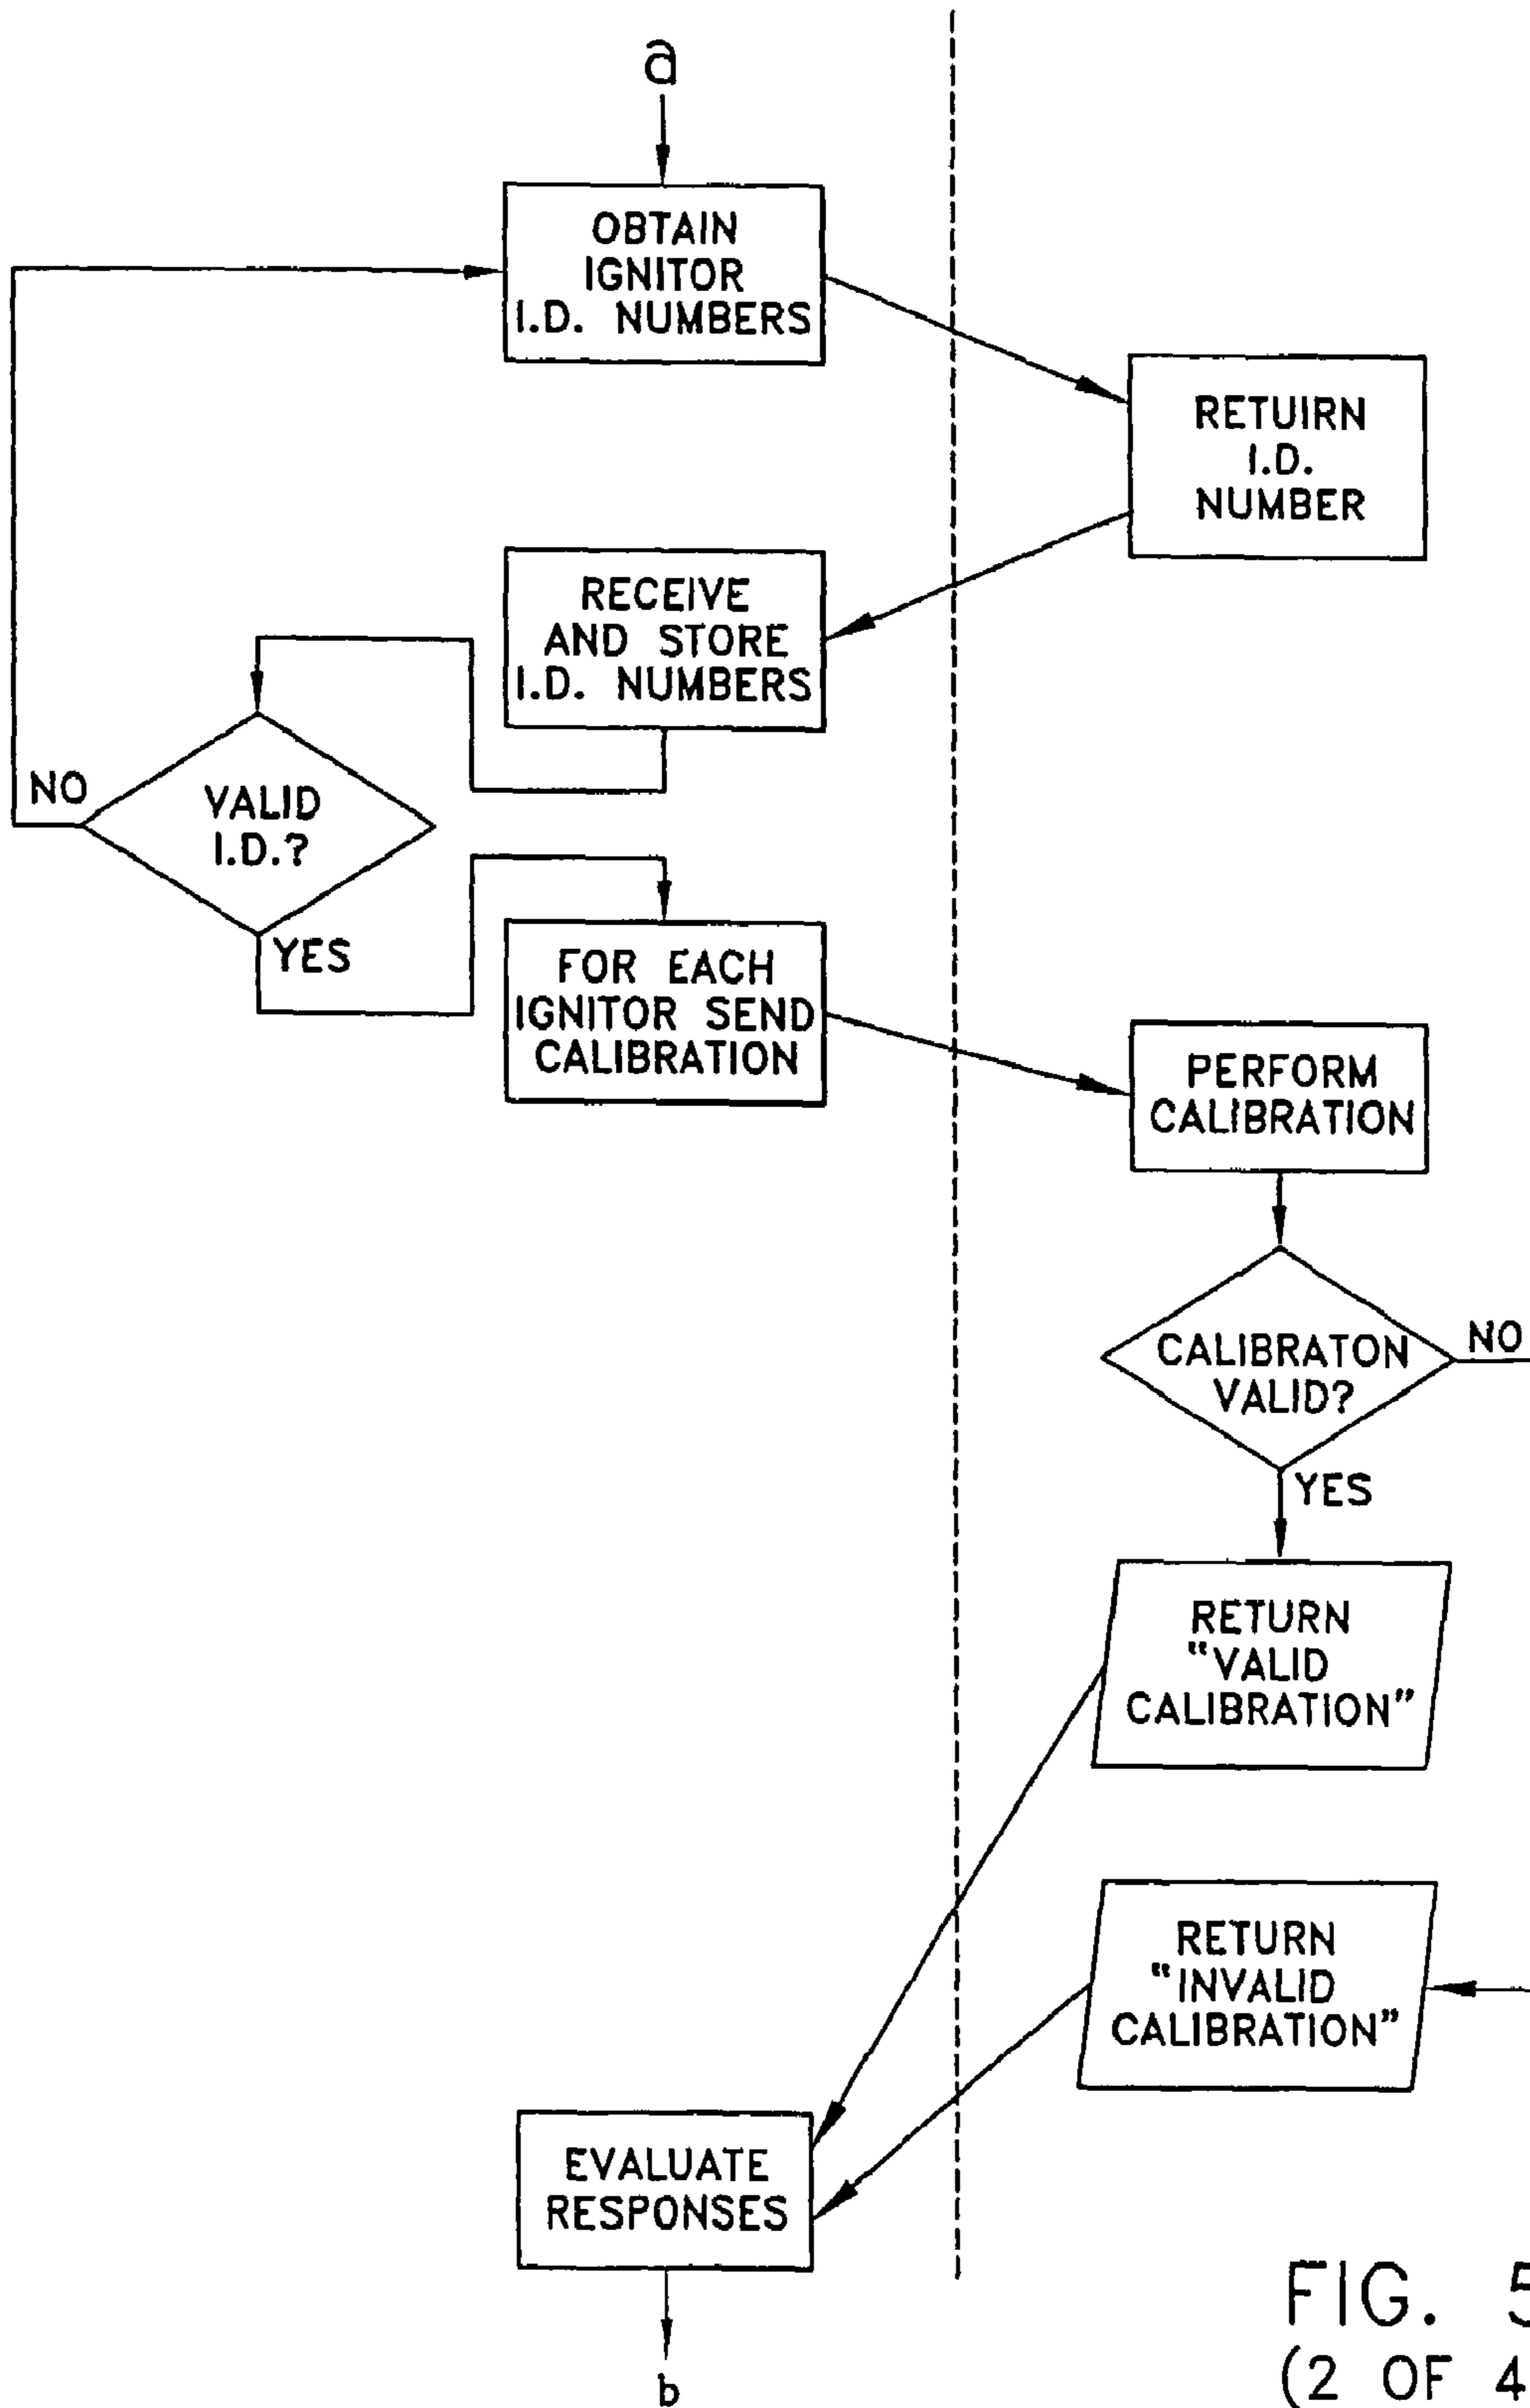 a
OBTAIN
IGNITOR
I.D. NUMBERS
RETUIRN
I.D.
NUMBER
RECEIVE
AND STORE
I.D. NUMBERS
NO
VALID
I.D.?
YES
FOR EACH
IGNITOR SEND
CALIBRATION
PERFORM
CALIBRATION
CALIBRATON
VALID?
NO
YES
RETURN
"VALID
CALIBRATION"
RETURN
"INVALID
CALIBRATION"
EVALUATE
RESPONSES
b
FIG. 5
(2 OF 4